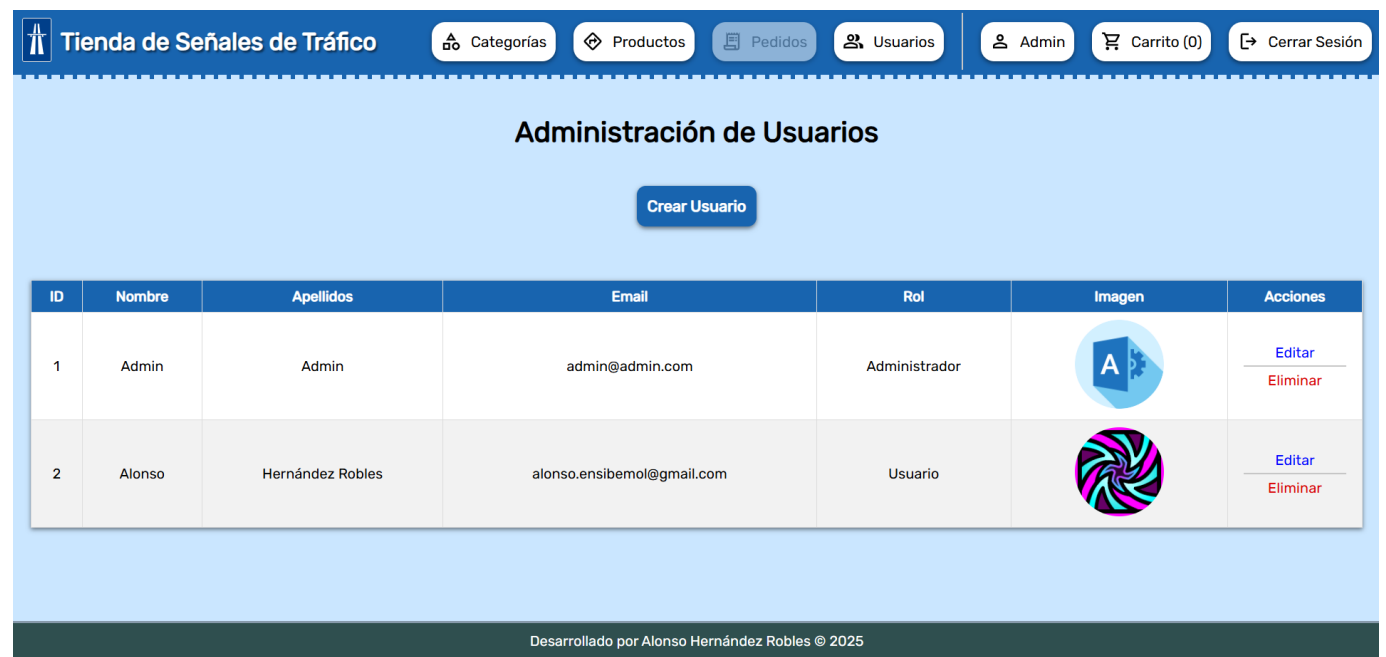 Tienda de Señales de Tráfico Categorías Productos Pedidos Usuarios Admin Carrito (0) Cerrar Sesión
Administración de Usuarios
Crear Usuario
ID Nombre Apellidos Email Rol Imagen Acciones
1 Admin Admin admin@admin.com Administrador A Editar
Eliminar
2 Alonso Hernández Robles alonso.ensibemol@gmail.com Usuario Editar
Eliminar
Desarrollado por Alonso Hernández Robles © 2025